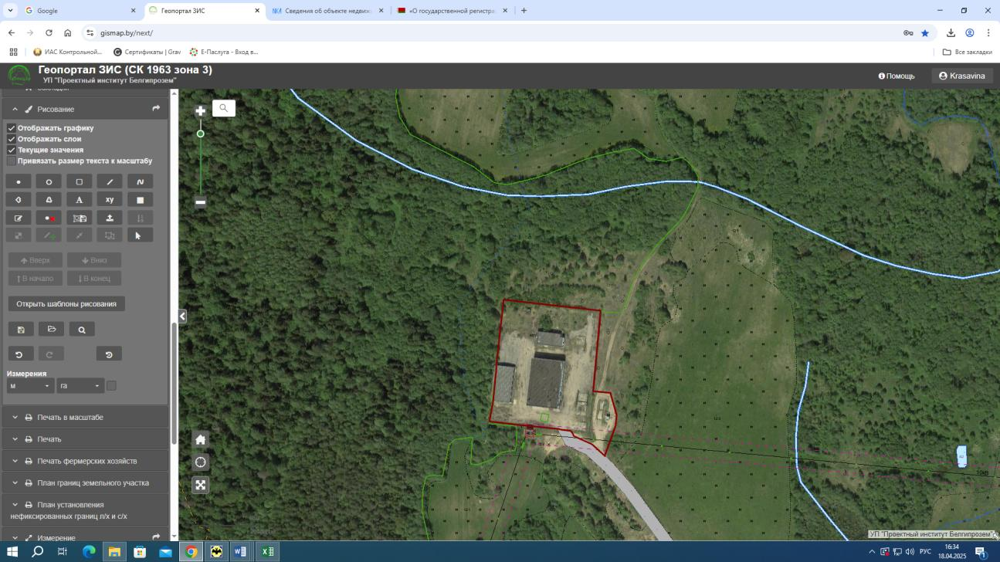 Google
Геопортал ЗИС
Сведения об объекте недвиж
«О государственной регистра
gismap.by/next/
ИАС Контрольной...
Сертификаты | Grav
Е-Паслуга - Вход в...
Все закладки
Геопортал ЗИС (СК 1963 зона 3)
УП "Проектный институт Белгипрозем"
Помощь
Krasavina
Рисование
Отображать графику
Отображать слои
Текущие значения
Привязать размер текста к масштабу
A
xy
Вверх
Вниз
В начало
В конец
Открыть шаблоны рисования
Измерения
м
га
Печать в масштабе
Печать
Печать фермерских хозяйств
План границ земельного участка
План установления
нефиксированных границ л/х и с/х
Измерение
10кВ
УП "Проектный институт Белгипрозем"
РУС
16:34
18.04.2025